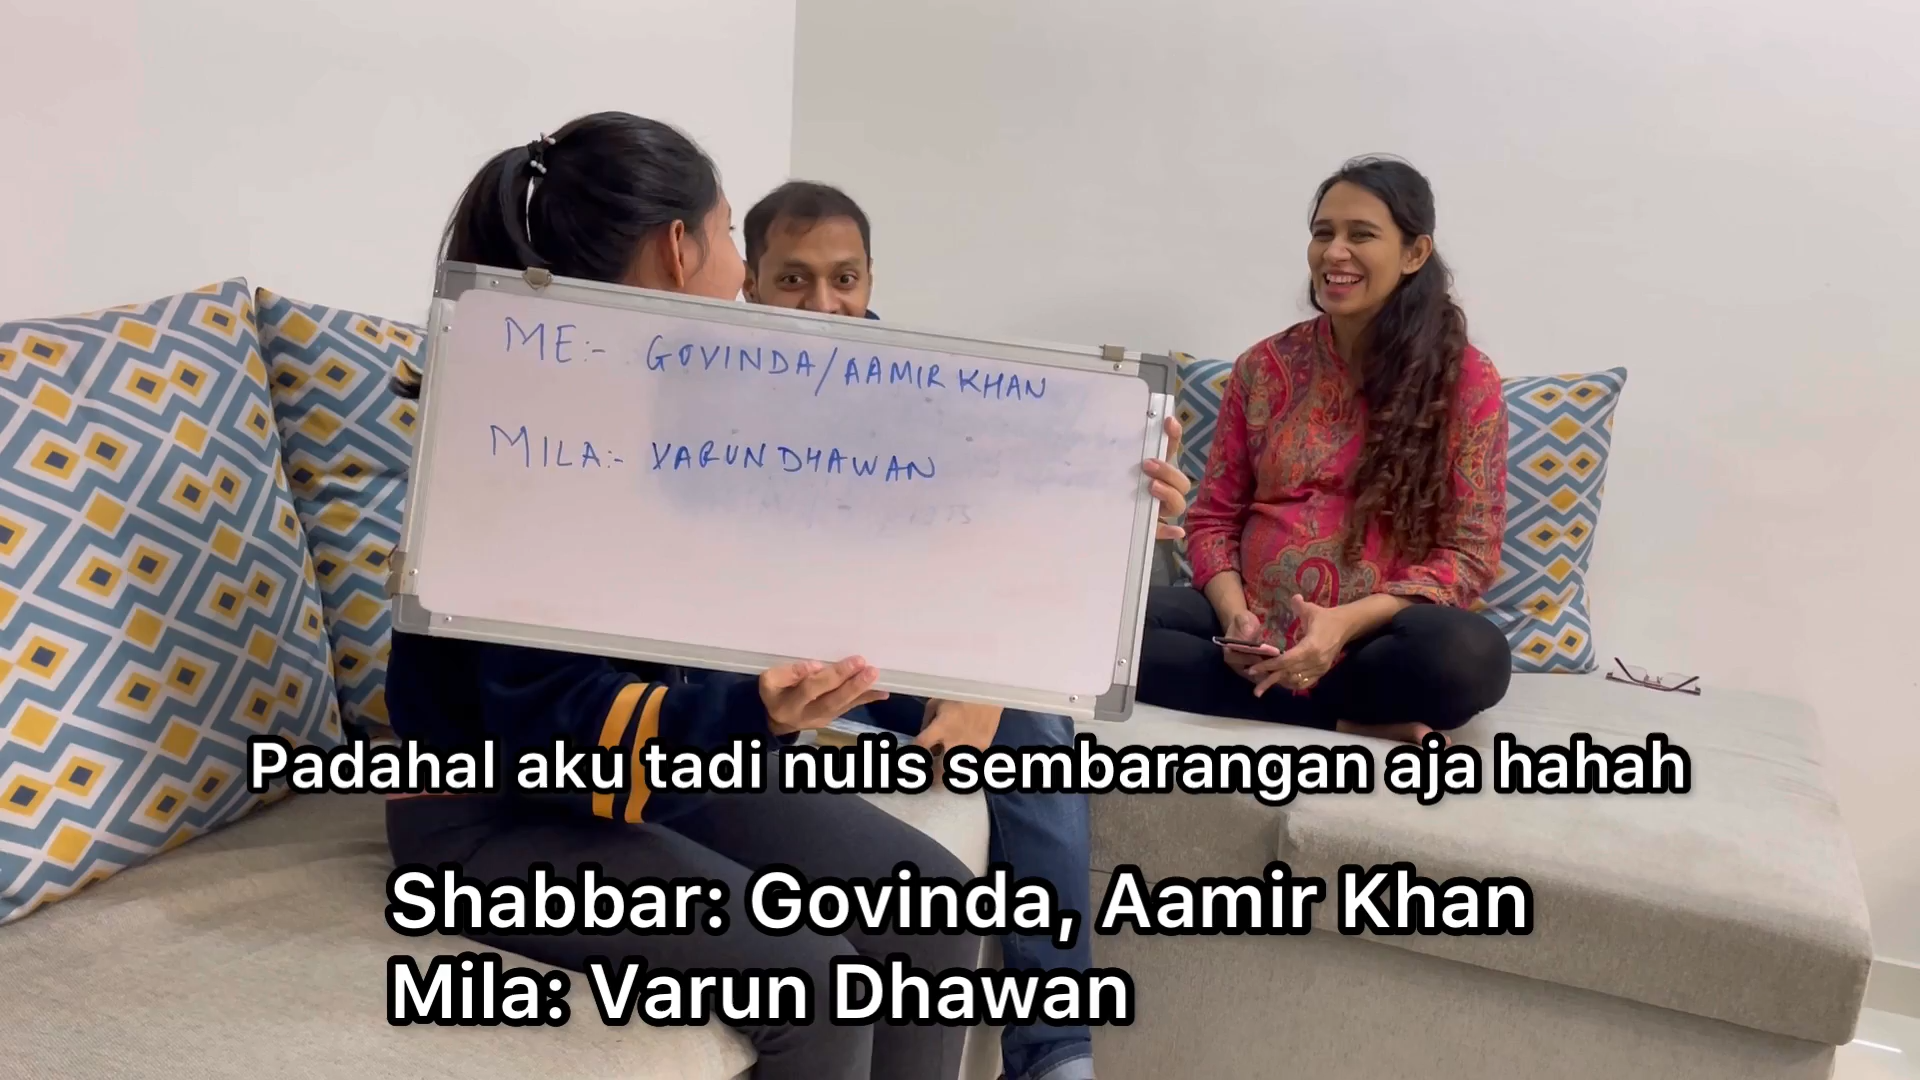 ME:- GOVINDA/AAMIR KHAN
MILA:- VARUN DHAWAN
Padahal aku tadi nulis sembarangan aja hahah
Shabbar: Govinda, Aamir Khan
Mila: Varun Dhawan